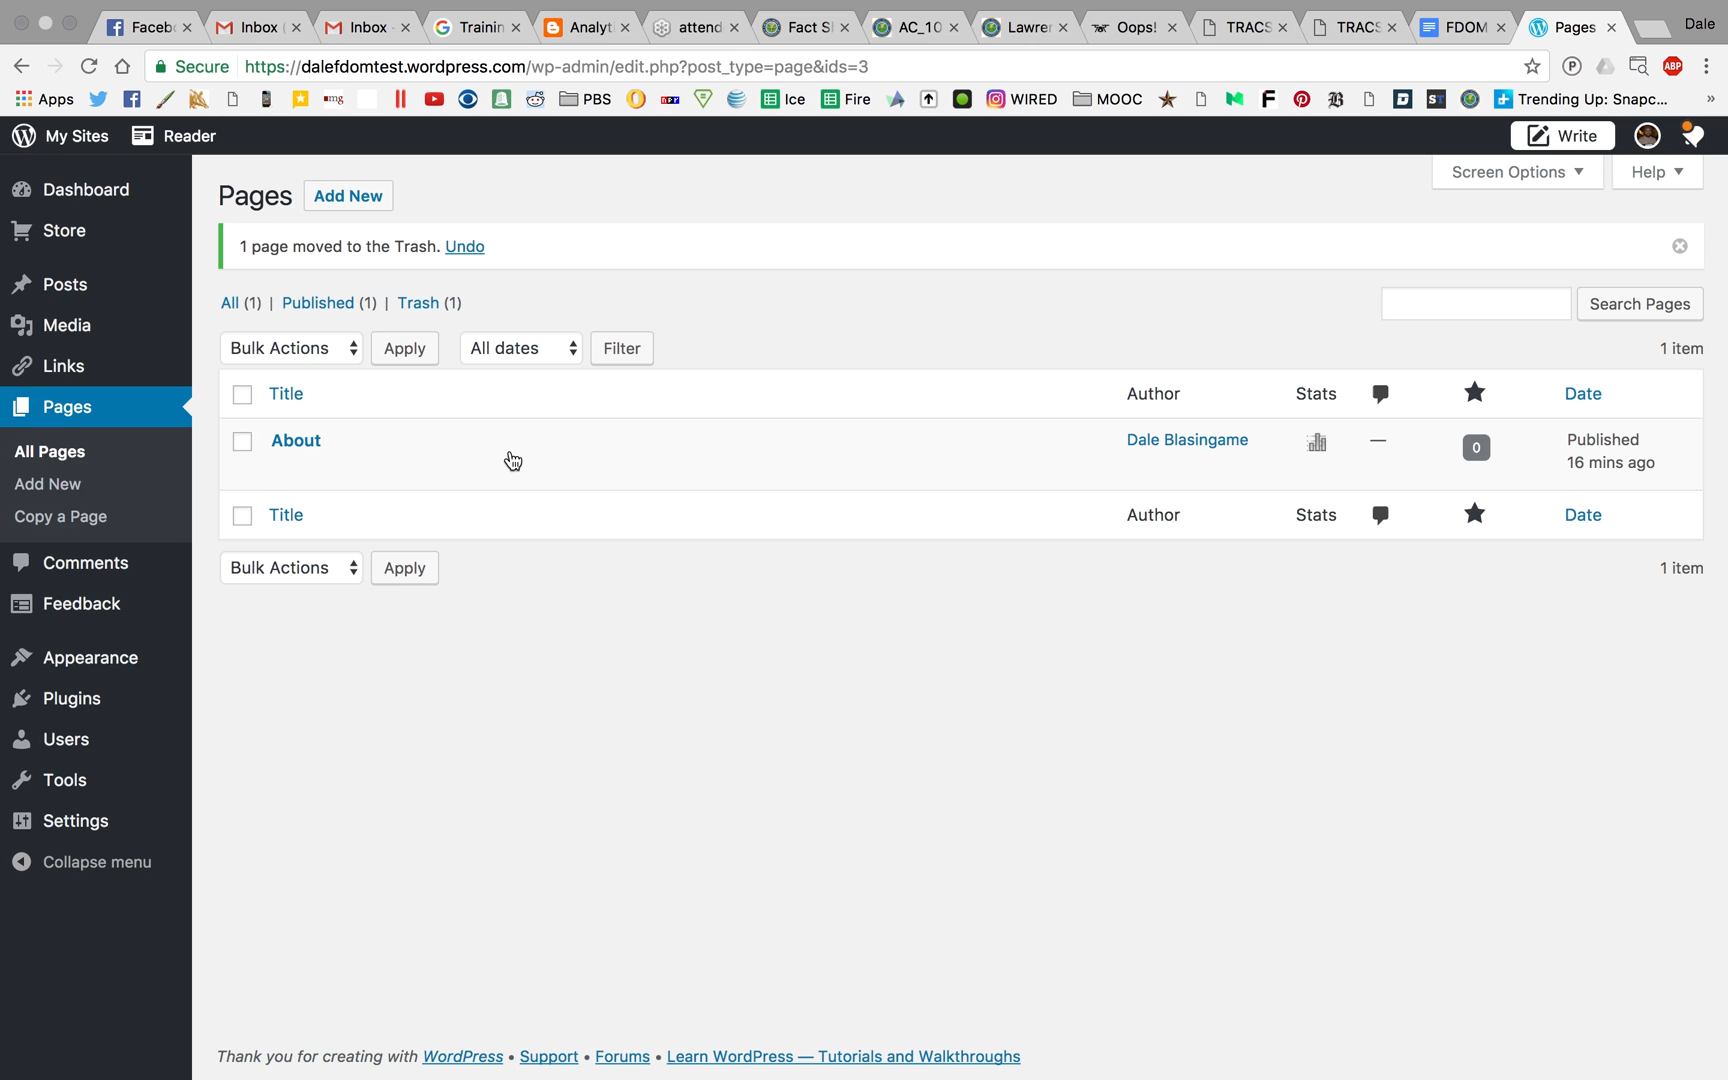 Faceb
Inbox (
Inbox -
Trainin
Analyti
attend
Fact Sl
AC_10
Lawrer
Oops!
TRACS
TRACS
FDOM
Pages
Dale
Secure
https://dalefdomtest.wordpress.com/wp-admin/edit.php?post_type=page&ids=3
ABP
Apps
PBS
Ice
Fire
WIRED
MOOC
Trending Up: Snapc...
»
My Sites
Reader
Write
Screen Options
Help
Dashboard
Store
Posts
Media
Links
Pages
All Pages
Add New
Copy a Page
Comments
Feedback
Appearance
Plugins
Users
Tools
Settings
Collapse menu
Pages
Add New
1 page moved to the Trash. Undo
All (1) | Published (1) | Trash (1)
Search Pages
Bulk Actions
Apply
All dates
Filter
1 item
Title
Author
Stats
Date
About
Dale Blasingame
—
0
Published
16 mins ago
Title
Author
Stats
Date
Bulk Actions
Apply
1 item
Thank you for creating with WordPress • Support • Forums • Learn WordPress — Tutorials and Walkthroughs